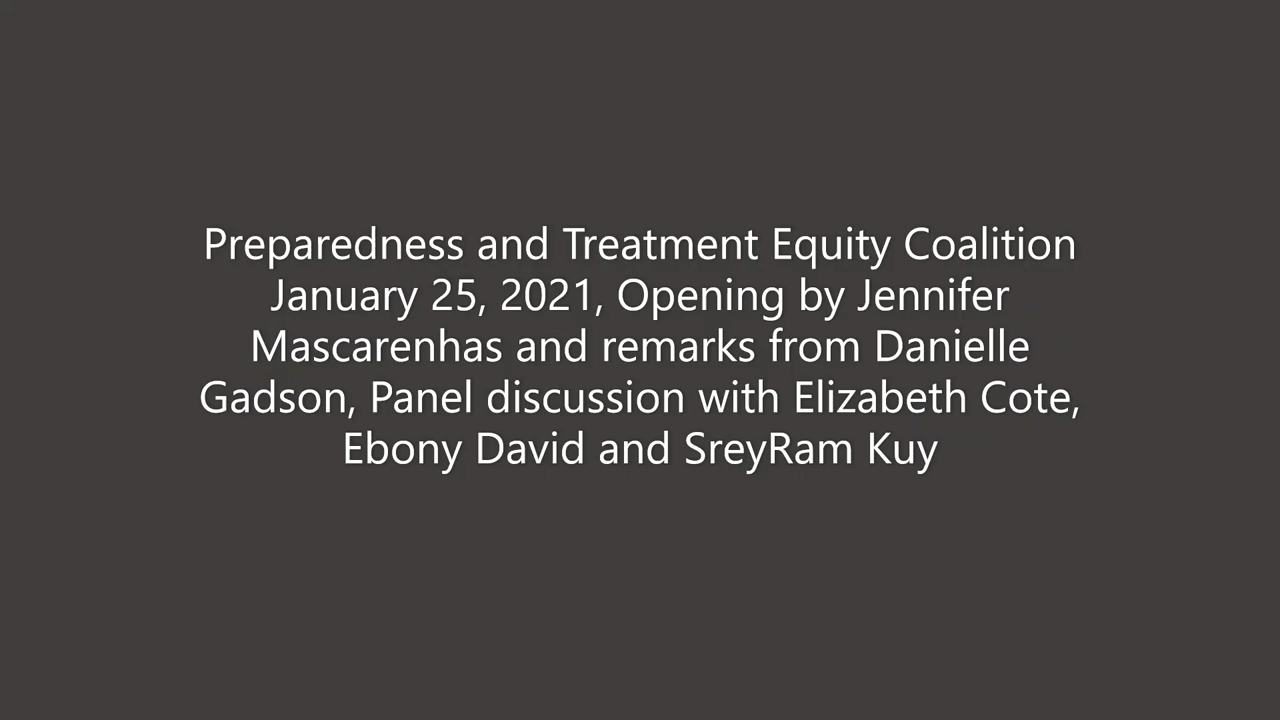 Preparedness and Treatment Equity Coalition
January 25, 2021, Opening by Jennifer
Mascarenhas and remarks from Danielle
Gadson, Panel discussion with Elizabeth Cote,
Ebony David and SreyRam Kuy